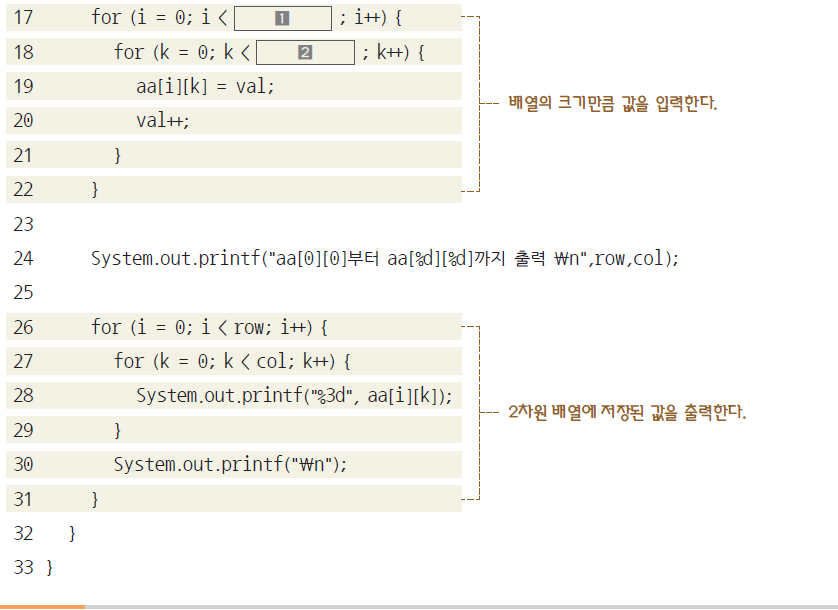 17 for (i = 0; i < 1 ; i++) {
18 for (k = 0; k < 2 ; k++) {
19 aa[i][k] = val;
배열의 크기만큼 값을 입력한다.
20 val++;
21 }
22 }
23
24 System.out.printf("aa[0][0]부터 aa[%d][%d]까지 출력 ₩n",row,col);
25
26 for (i = 0; i < row; i++) {
27 for (k = 0; k < col; k++) {
28 System.out.printf("%3d", aa[i][k]);
2차원 배열에 저장된 값을 출력한다.
29 }
30 System.out.printf("₩n");
31 }
32 }
33 }